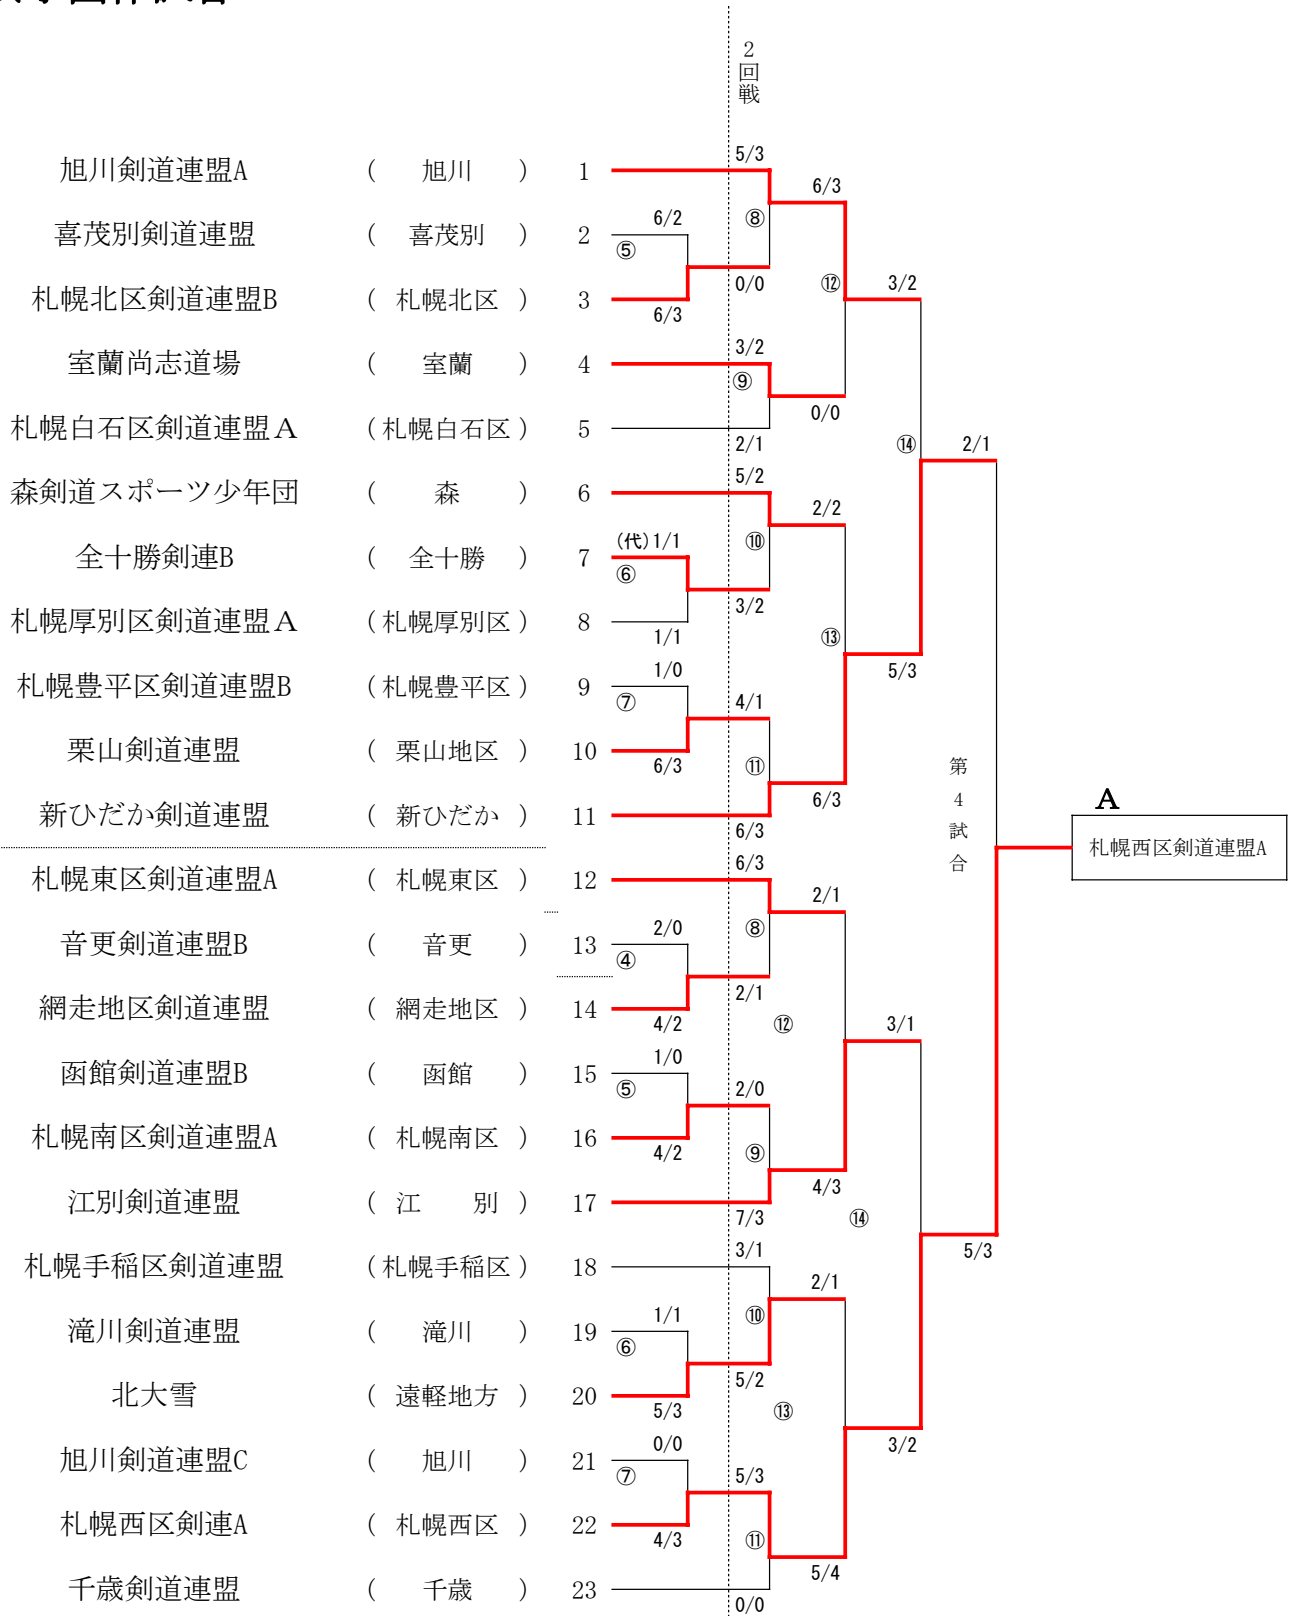 2回戦
5/3
旭川剣道連盟A ( 旭川 ) 1
6/3
6/2
⑧
喜茂別剣道連盟 ( 喜茂別 ) 2
⑤
0/0
⑫
3/2
札幌北区剣道連盟B ( 札幌北区 ) 3
6/3
3/2
室蘭尚志道場 ( 室蘭 ) 4
⑨
0/0
札幌白石区剣道連盟A (札幌白石区) 5
2/1
⑭
2/1
5/2
森剣道スポーツ少年団 ( 森 ) 6
2/2
(代)1/1
⑩
全十勝剣連B ( 全十勝 ) 7
⑥
3/2
札幌厚別区剣道連盟A (札幌厚別区) 8
1/1
⑬
1/0
5/3
札幌豊平区剣道連盟B (札幌豊平区) 9
⑦
4/1
栗山剣道連盟 ( 栗山地区 ) 10
6/3
⑪
第4試合
6/3
A
新ひだか剣道連盟 ( 新ひだか ) 11
6/3
札幌西区剣道連盟A
6/3
札幌東区剣道連盟A ( 札幌東区 ) 12
2/1
2/0
⑧
音更剣道連盟B ( 音更 ) 13
④
2/1
網走地区剣道連盟 ( 網走地区 ) 14
4/2
⑫
3/1
1/0
函館剣道連盟B ( 函館 ) 15
⑤
2/0
札幌南区剣道連盟A ( 札幌南区 ) 16
4/2
⑨
4/3
江別剣道連盟 ( 江 別 ) 17
7/3
⑭
3/1
5/3
札幌手稲区剣道連盟 (札幌手稲区) 18
2/1
1/1
⑩
滝川剣道連盟 ( 滝川 ) 19
⑥
5/2
北大雪 ( 遠軽地方 ) 20
5/3
⑬
0/0
3/2
旭川剣道連盟C ( 旭川 ) 21
⑦
5/3
札幌西区剣連A ( 札幌西区 ) 22
4/3
⑪
5/4
千歳剣道連盟 ( 千歳 ) 23
0/0